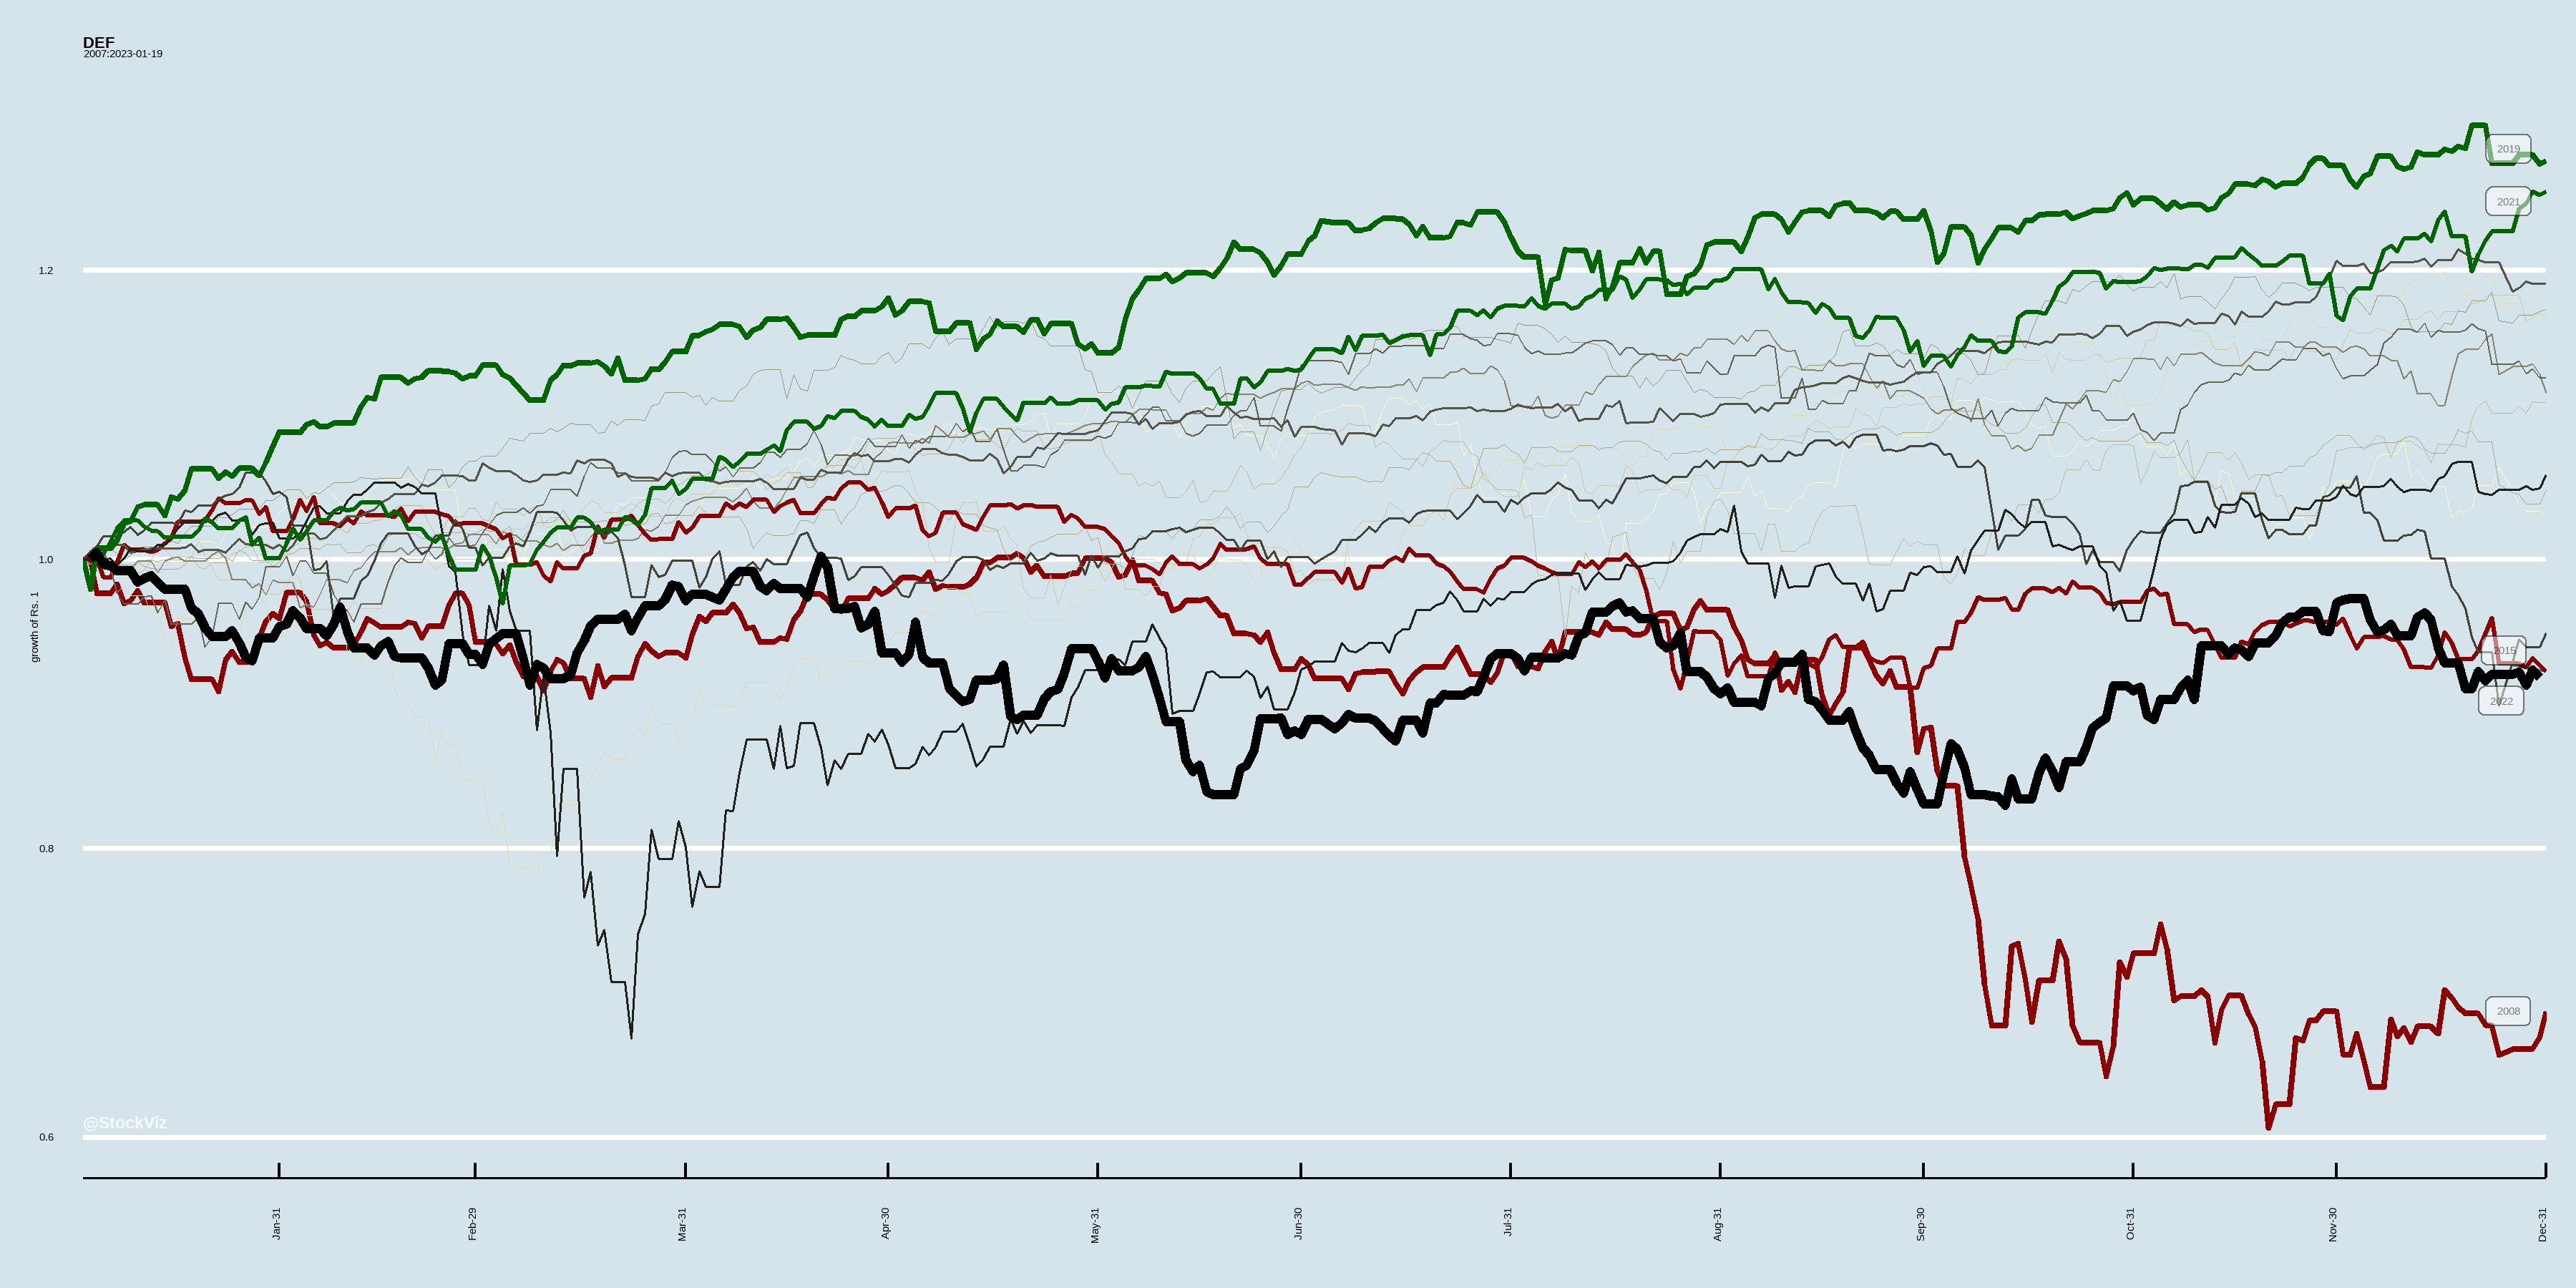 DEF
2007:2023-01-19
2019
2021
1.2
1.0
growth of Rs. 1
2015
2022
0.8
2008
@StockViz
0.6
Jan-31
Feb-29
Mar-31
Apr-30
May-31
Jun-30
Jul-31
Aug-31
Sep-30
Oct-31
Nov-30
Dec-31